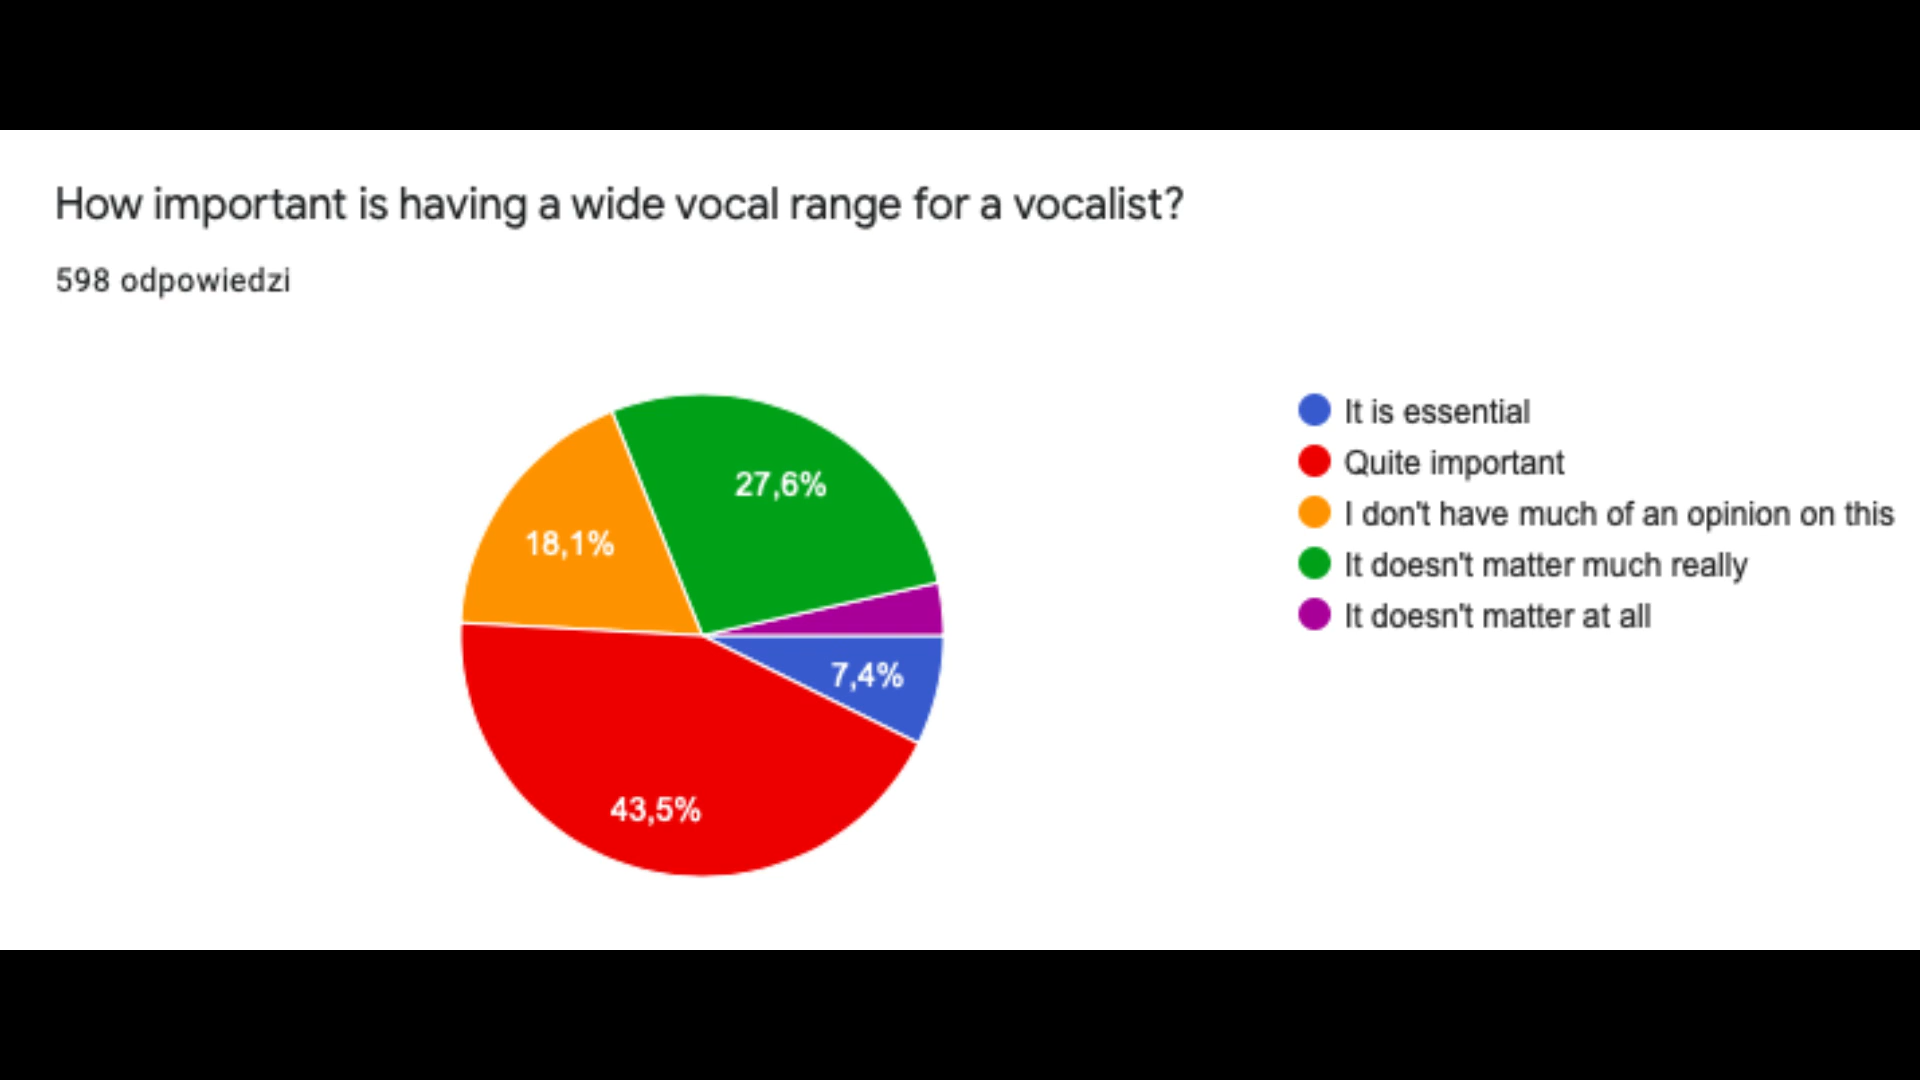 How important is having a wide vocal range for a vocalist?
598 odpowiedzi
27,6%
18,1%
7,4%
43,5%
It is essential
Quite important
I don't have much of an opinion on this
It doesn't matter much really
It doesn't matter at all